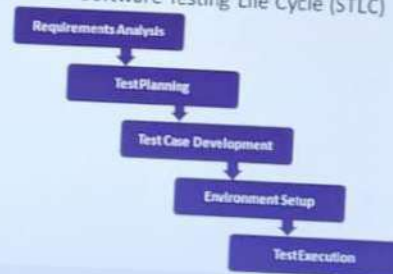 Software Testing Life Cycle (STLC)
Requirements Analysis
TestPlanning
Test Case Development
Environment Setup
TestExecution